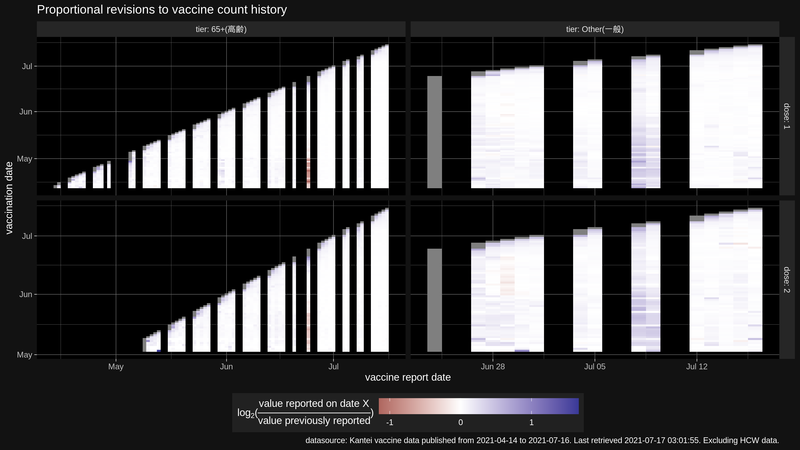 Proportional revisions to vaccine count history
tier: 65+(高齢)
tier: Other(一般)
Jul
Jun
May
dose: 1
Jul
Jun
May
dose: 2
vaccination date
May
Jun
Jul
Jun 28
Jul 05
Jul 12
vaccine report date
log2(value reported on date X
value previously reported)
-1
0
1
datasource: Kantei vaccine data published from 2021-04-14 to 2021-07-16. Last retrieved 2021-07-17 03:01:55. Excluding HCW data.